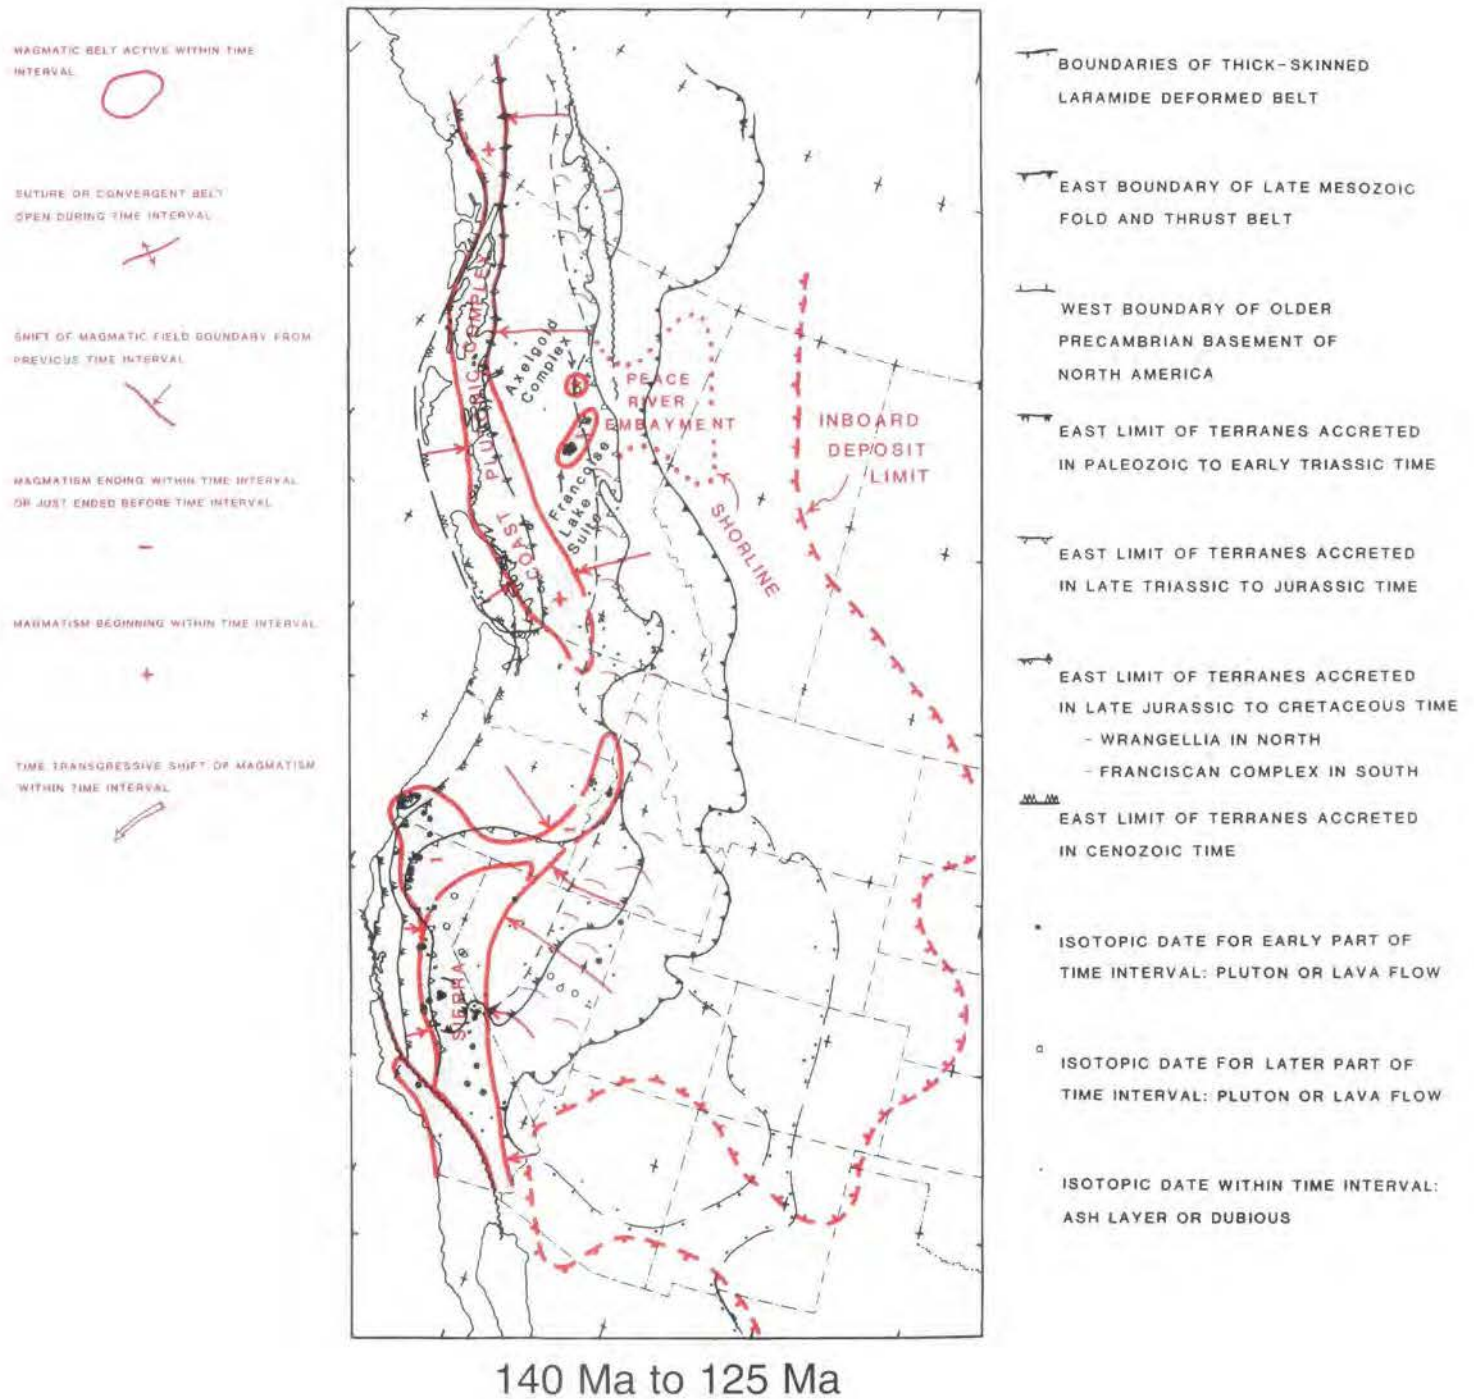 MAGMATIC BELT ACTIVE WITHIN TIME
INTERVAL
SUTURE OR CONVERGENT BELT
OPEN DURING TIME INTERVAL
SHIFT OF MAGMATIC FIELD BOUNDARY FROM
PREVIOUS TIME INTERVAL
MAGMATISM ENDING WITHIN TIME INTERVAL
OR JUST ENDED BEFORE TIME INTERVAL
MAGMATISM BEGINNING WITHIN TIME INTERVAL
TIME TRANSGRESSIVE SHIFT OF MAGMATISM
WITHIN TIME INTERVAL
COAST PLUTONIC COMPLEX
Axelgold
Complex
Francoise
Lake
Suite
PEACE
RIVER
EMBAYMENT
SHORLINE
INBOARD
DEPOSIT
LIMIT
SIERRA
BOUNDARIES OF THICK-SKINNED
LARAMIDE DEFORMED BELT
EAST BOUNDARY OF LATE MESOZOIC
FOLD AND THRUST BELT
WEST BOUNDARY OF OLDER
PRECAMBRIAN BASEMENT OF
NORTH AMERICA
EAST LIMIT OF TERRANES ACCRETED
IN PALEOZOIC TO EARLY TRIASSIC TIME
EAST LIMIT OF TERRANES ACCRETED
IN LATE TRIASSIC TO JURASSIC TIME
EAST LIMIT OF TERRANES ACCRETED
IN LATE JURASSIC TO CRETACEOUS TIME
- WRANGELLIA IN NORTH
- FRANCISCAN COMPLEX IN SOUTH
EAST LIMIT OF TERRANES ACCRETED
IN CENOZOIC TIME
ISOTOPIC DATE FOR EARLY PART OF
TIME INTERVAL: PLUTON OR LAVA FLOW
ISOTOPIC DATE FOR LATER PART OF
TIME INTERVAL: PLUTON OR LAVA FLOW
ISOTOPIC DATE WITHIN TIME INTERVAL:
ASH LAYER OR DUBIOUS
140 Ma to 125 Ma